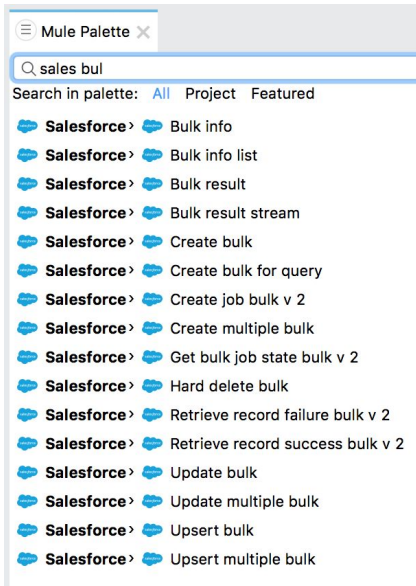 Mule Palette
sales bul
Search in palette: All Project Featured
Salesforce> Bulk info
Salesforce> Bulk info list
Salesforce> Bulk result
Salesforce> Bulk result stream
Salesforce> Create bulk
Salesforce> Create bulk for query
Salesforce> Create job bulk v 2
Salesforce> Create multiple bulk
Salesforce> Get bulk job state bulk v 2
Salesforce> Hard delete bulk
Salesforce> Retrieve record failure bulk v 2
Salesforce> Retrieve record success bulk v 2
Salesforce> Update bulk
Salesforce> Update multiple bulk
Salesforce> Upsert bulk
Salesforce> Upsert multiple bulk